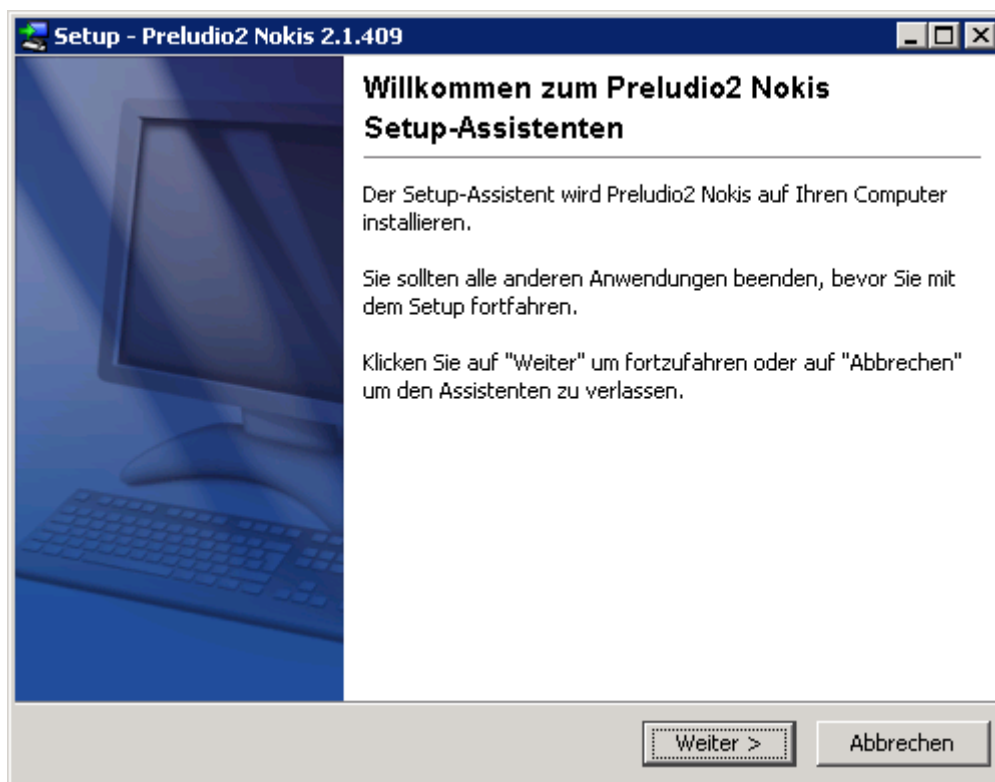 Setup - Preludio2 Nokis 2.1.409
Willkommen zum Preludio2 Nokis
Setup-Assistenten
Der Setup-Assistent wird Preludio2 Nokis auf Ihren Computer
installieren.
Sie sollten alle anderen Anwendungen beenden, bevor Sie mit
dem Setup fortfahren.
Klicken Sie auf "Weiter" um fortzufahren oder auf "Abbrechen"
um den Assistenten zu verlassen.
Weiter >
Abbrechen